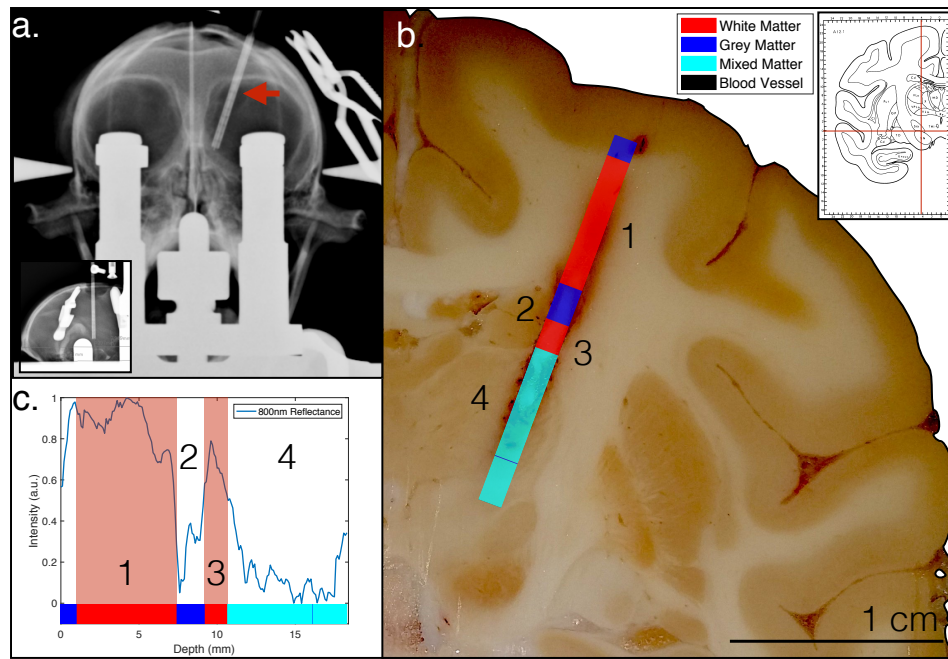 a.
b
White Matter
Grey Matter
Mixed Matter
Blood Vessel
1
2
3
4
1 cm
c.
800nm Reflectance
Intensity (a.u.)
1
0.8
0.6
0.4
0.2
0
1
2
3
4
0
5
10
15
Depth (mm)